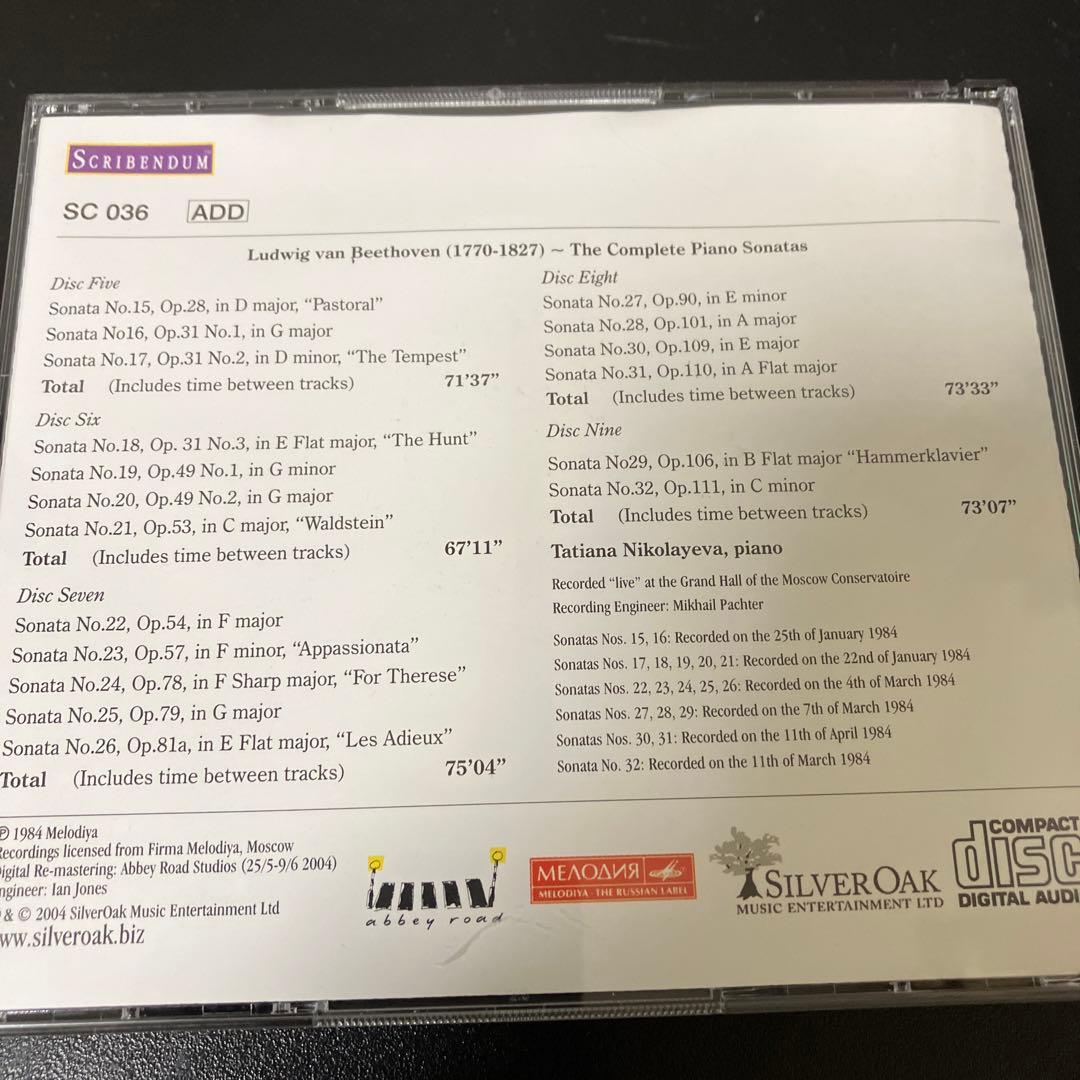 SCRIBENDUM™
SC 036 ADD
Ludwig van Beethoven (1770-1827) ~ The Complete Piano Sonatas
Disc Five
Sonata No.15, Op.28, in D major, “Pastoral”
Sonata No16, Op.31 No.1, in G major
Sonata No.17, Op.31 No.2, in D minor, “The Tempest”
Total (Includes time between tracks) 71’37”
Disc Six
Sonata No.18, Op. 31 No.3, in E Flat major, “The Hunt”
Sonata No.19, Op.49 No.1, in G minor
Sonata No.20, Op.49 No.2, in G major
Sonata No.21, Op.53, in C major, “Waldstein”
Total (Includes time between tracks) 67’11”
Disc Seven
Sonata No.22, Op.54, in F major
Sonata No.23, Op.57, in F minor, “Appassionata”
Sonata No.24, Op.78, in F Sharp major, “For Therese”
Sonata No.25, Op.79, in G major
Sonata No.26, Op.81a, in E Flat major, “Les Adieux”
Total (Includes time between tracks) 75’04”
Disc Eight
Sonata No.27, Op.90, in E minor
Sonata No.28, Op.101, in A major
Sonata No.30, Op.109, in E major
Sonata No.31, Op.110, in A Flat major
Total (Includes time between tracks) 73’33”
Disc Nine
Sonata No29, Op.106, in B Flat major “Hammerklavier”
Sonata No.32, Op.111, in C minor
Total (Includes time between tracks) 73’07”
Tatiana Nikolayeva, piano
Recorded “live” at the Grand Hall of the Moscow Conservatoire
Recording Engineer: Mikhail Pachter
Sonatas Nos. 15, 16: Recorded on the 25th of January 1984
Sonatas Nos. 17, 18, 19, 20, 21: Recorded on the 22nd of January 1984
Sonatas Nos. 22, 23, 24, 25, 26: Recorded on the 4th of March 1984
Sonatas Nos. 27, 28, 29: Recorded on the 7th of March 1984
Sonatas Nos. 30, 31: Recorded on the 11th of April 1984
Sonata No. 32: Recorded on the 11th of March 1984
℗ 1984 Melodiya
Recordings licensed from Firma Melodiya, Moscow
Digital Re-mastering: Abbey Road Studios (25/5-9/6 2004)
Engineer: Ian Jones
℗ & © 2004 SilverOak Music Entertainment Ltd
www.silveroak.biz
abbey road
МЕЛОДИЯ
MELODIYA · THE RUSSIAN LABEL
SILVEROAK
MUSIC ENTERTAINMENT LTD
COMPACT
disc
DIGITAL AUDI